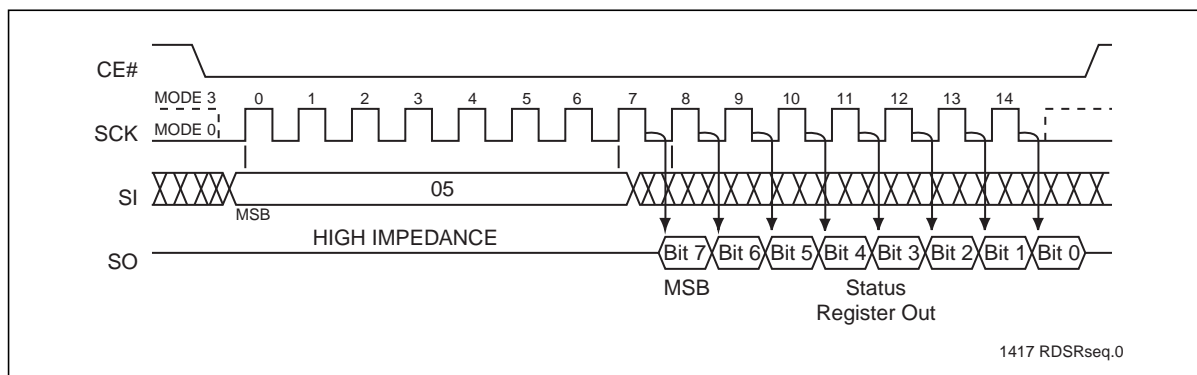 CE#
MODE 3 0 1 2 3 4 5 6 7 8 9 10 11 12 13 14
SCK MODE 0
SI 05
MSB
HIGH IMPEDANCE
SO Bit 7 Bit 6 Bit 5 Bit 4 Bit 3 Bit 2 Bit 1 Bit 0
MSB Status
Register Out
1417 RDSRseq.0